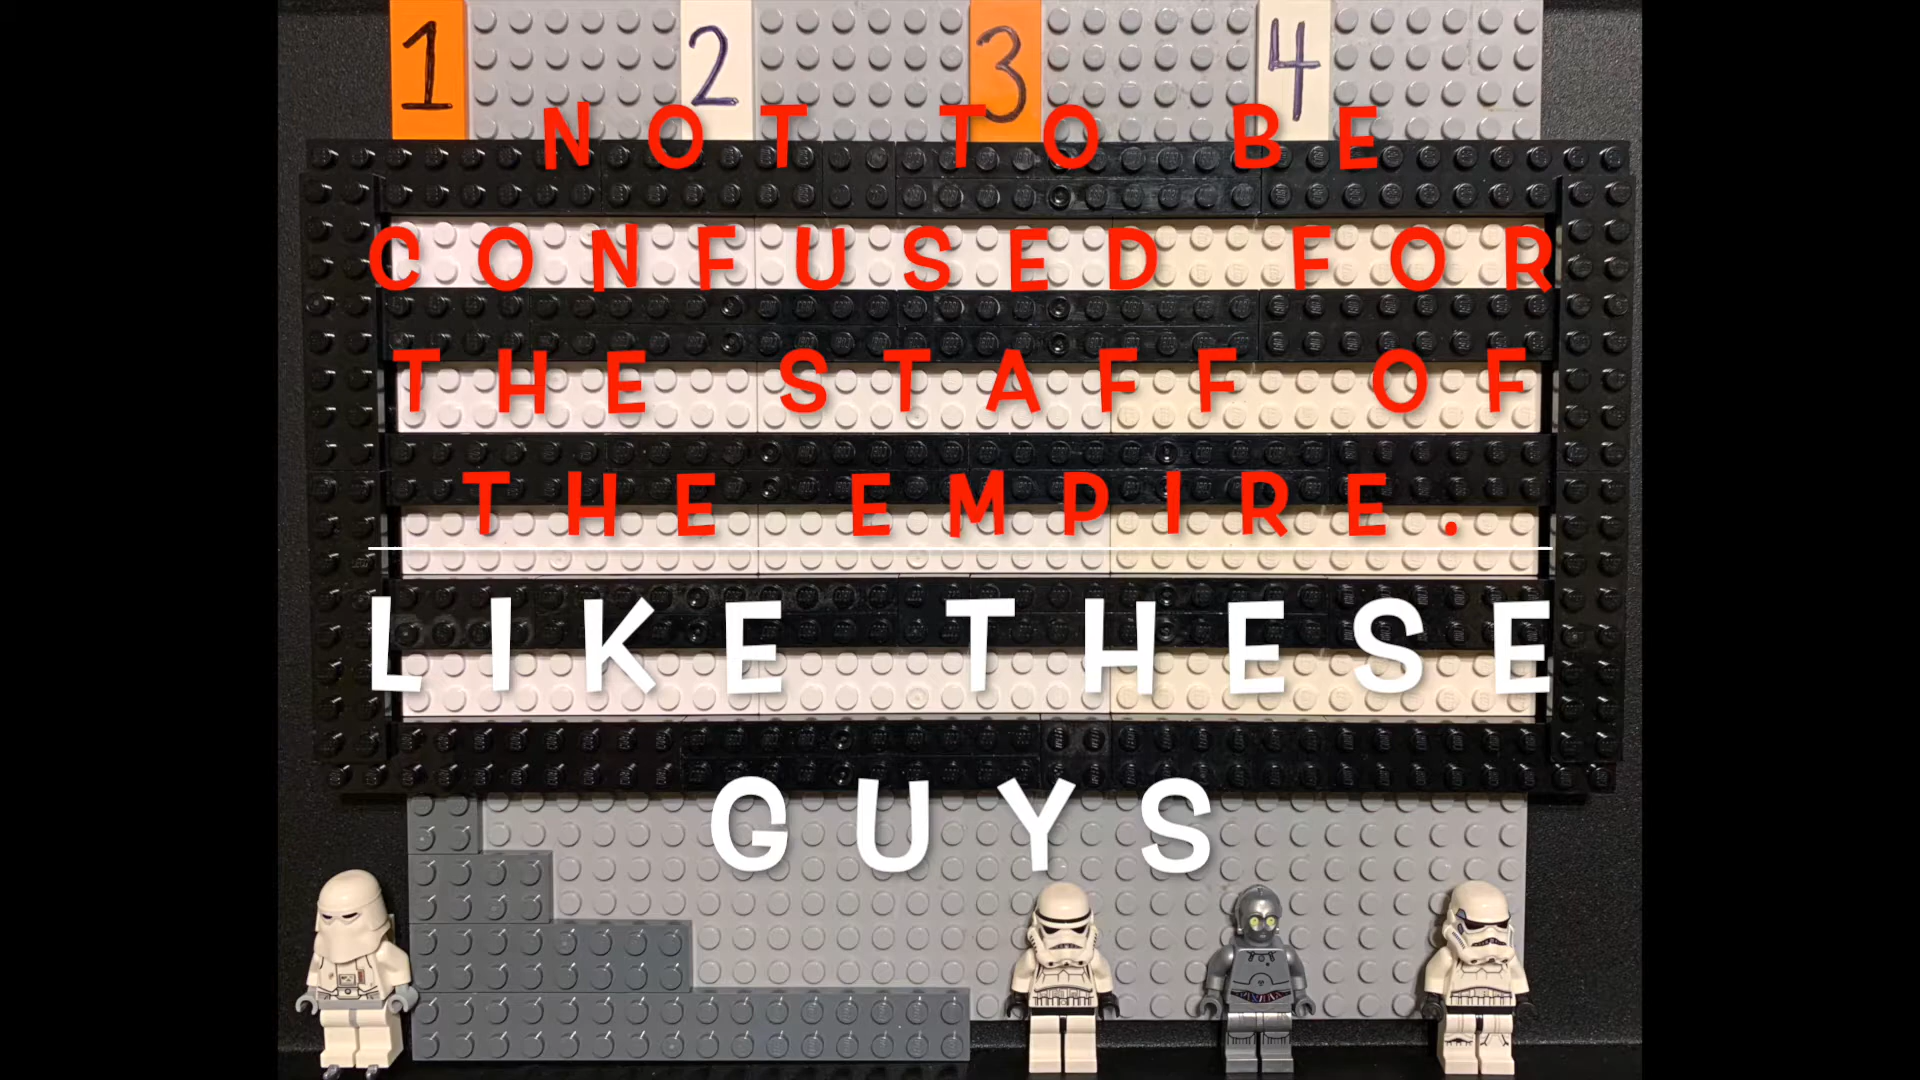 1 2 3 4
NOT TO BE
CONFUSED FOR
THE STAFF OF
THE EMPIRE.
LIKE THESE
GUYS